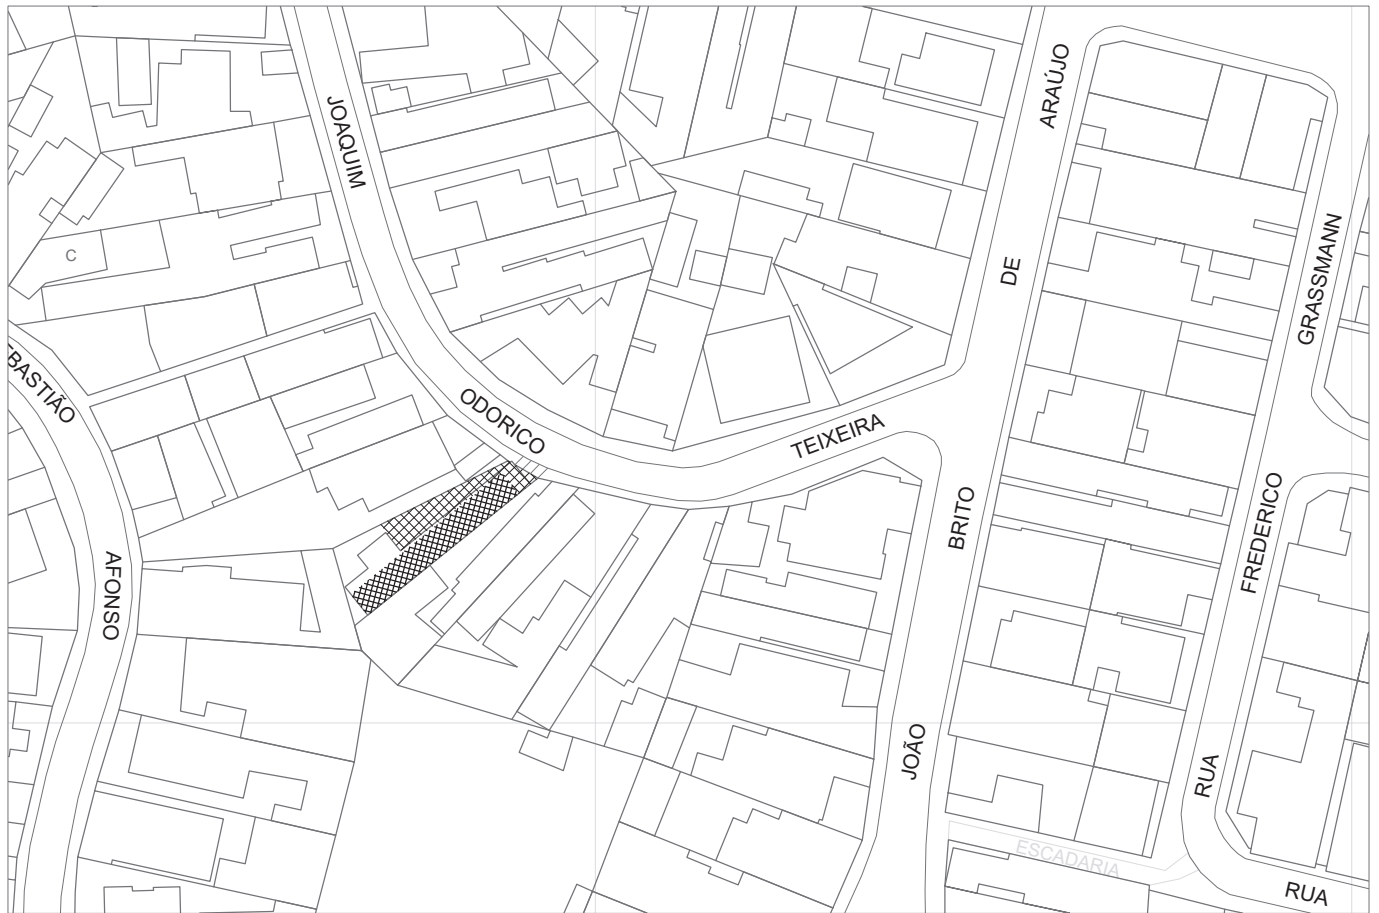 JOAQUIM
ODORICO
TEIXEIRA
ARAÚJO
DE
BRITO
JOÃO
GRASSMANN
FREDERICO
RUA
RUA
ESCADARIA
C
EBASTIÃO
AFONSO